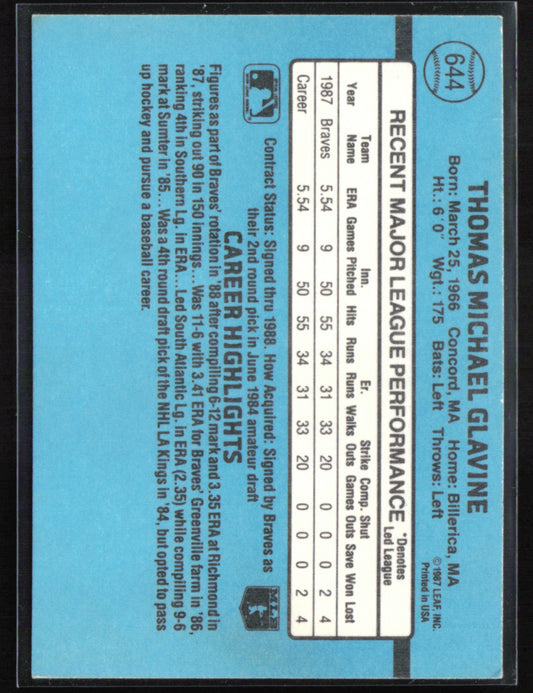 644
THOMAS MICHAEL GLAVINE
Born: March 25, 1966 Concord, MA Home: Billerica, MA
Ht.: 6'0" Wgt.: 175 Bats: Left Throws: Left
©1987 LEAF, INC.
Printed in USA
RECENT MAJOR LEAGUE PERFORMANCE *Denotes Led League
Team Inn. Er. Strike Comp. Shut
Year Name ERA Games Pitched Hits Runs Runs Walks Outs Games Outs Save Won Lost
1987 Braves 5.54 9 50 55 34 31 33 20 0 0 0 2 4
Career 5.54 9 50 55 34 31 33 20 0 0 0 2 4
Contract Status: Signed thru 1988. How Acquired: Signed by Braves as
their 2nd round pick in June 1984 amateur draft
MLB
CAREER HIGHLIGHTS
Figures as part of Braves' rotation in '88 after compiling 6-12 mark and 3.35 ERA at Richmond in
'87, striking out 90 in 150 innings... Was 11-6 with 3.41 ERA for Braves' Greenville farm in '86,
ranking 4th in Southern Lg. in ERA... Led South Atlantic Lg. in ERA (2.35) while compiling 9-6
mark at Sumter in '85... Was a 4th round draft pick of the NHL LA Kings in '84, but opted to pass
up hockey and pursue a baseball career.